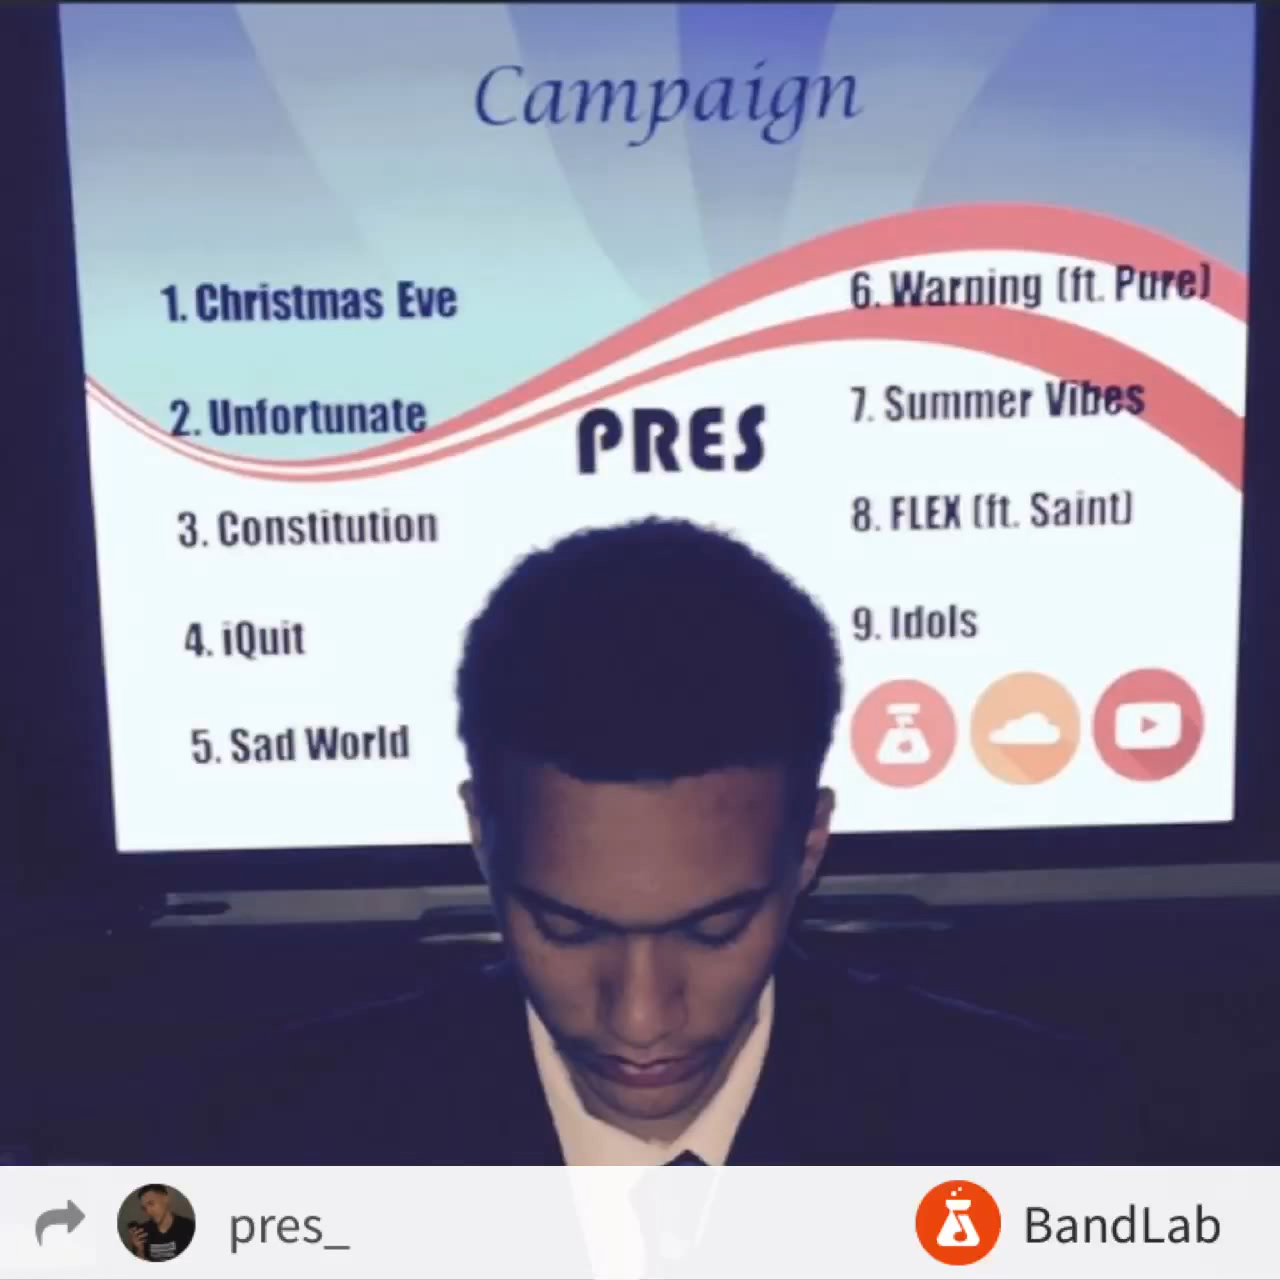 Campaign
1. Christmas Eve
2. Unfortunate
3. Constitution
4. iQuit
5. Sad World
PRES
6. Warning (ft. Pure)
7. Summer Vibes
8. FLEX (ft. Saint)
9. Idols
pres_
BandLab